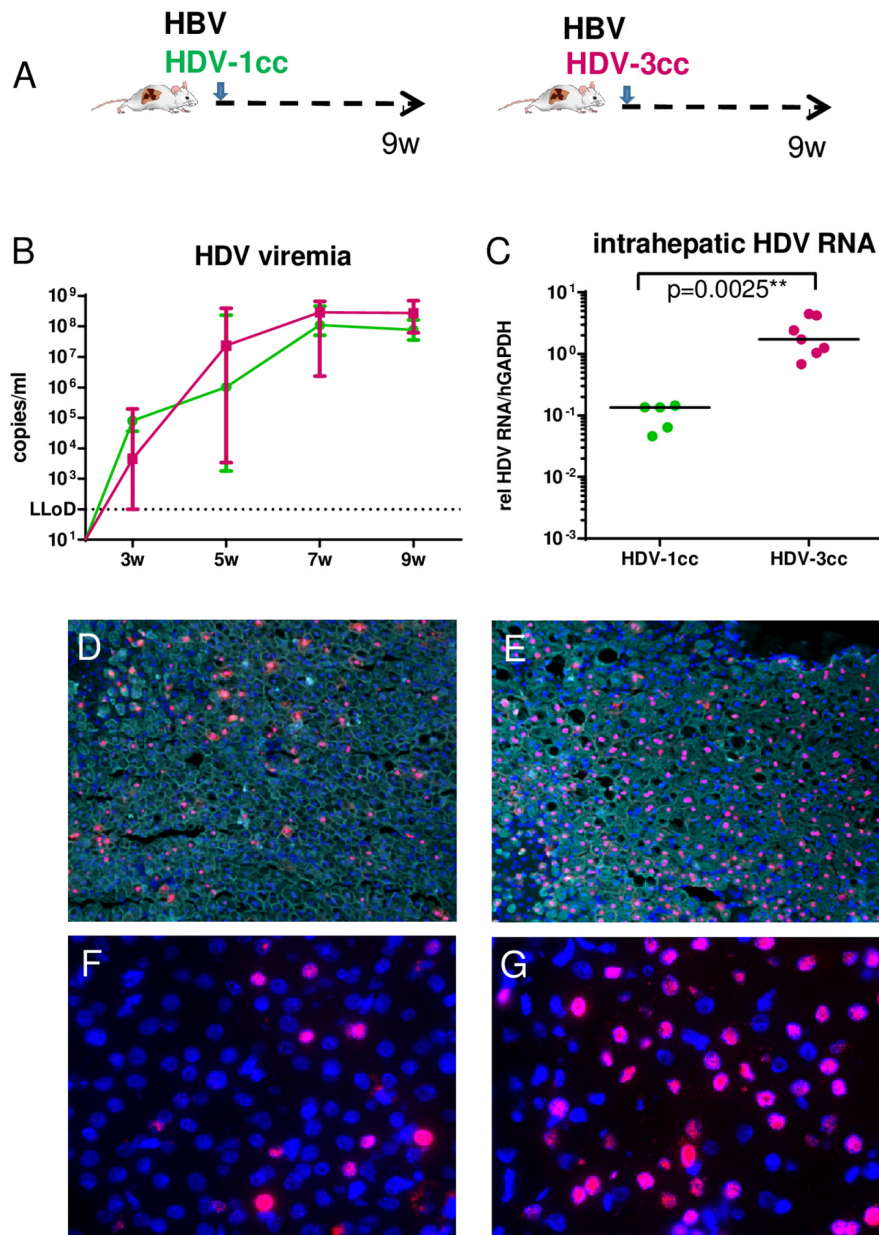 A
HBV
HDV-1cc
9w
HBV
HDV-3cc
9w
B
HDV viremia
copies/ml
10⁹
10⁸
10⁷
10⁶
10⁵
10⁴
10³
LLoD
10¹
3w
5w
7w
9w
C
intrahepatic HDV RNA
p=0.0025**
rel HDV RNA/hGAPDH
10¹
10⁰
10⁻¹
10⁻²
10⁻³
HDV-1cc
HDV-3cc
D
E
F
G